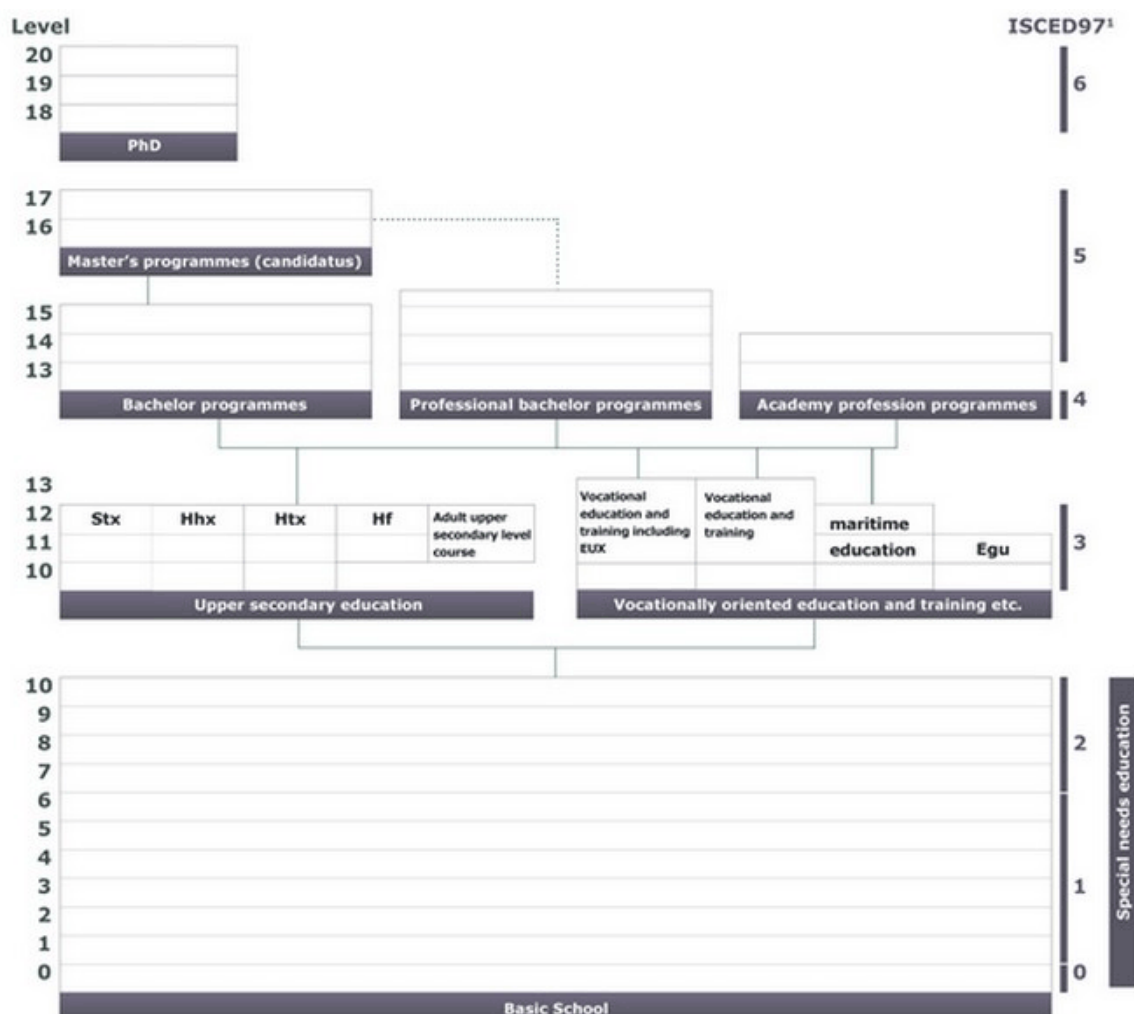 Level
ISCED97¹
20
19
6
18
PhD
17
16
5
Master's programmes (candidatus)
15
14
13
Bachelor programmes
Professional bachelor programmes
Academy profession programmes
4
13
12
11
10
Stx
Hhx
Htx
Hf
Adult upper
secondary level
course
Vocational
education and
training including
EUX
Vocational
education and
training
maritime
education
Egu
3
Upper secondary education
Vocationally oriented education and training etc.
10
9
8
7
6
5
4
3
2
1
0
2
1
0
Special needs education
Basic School